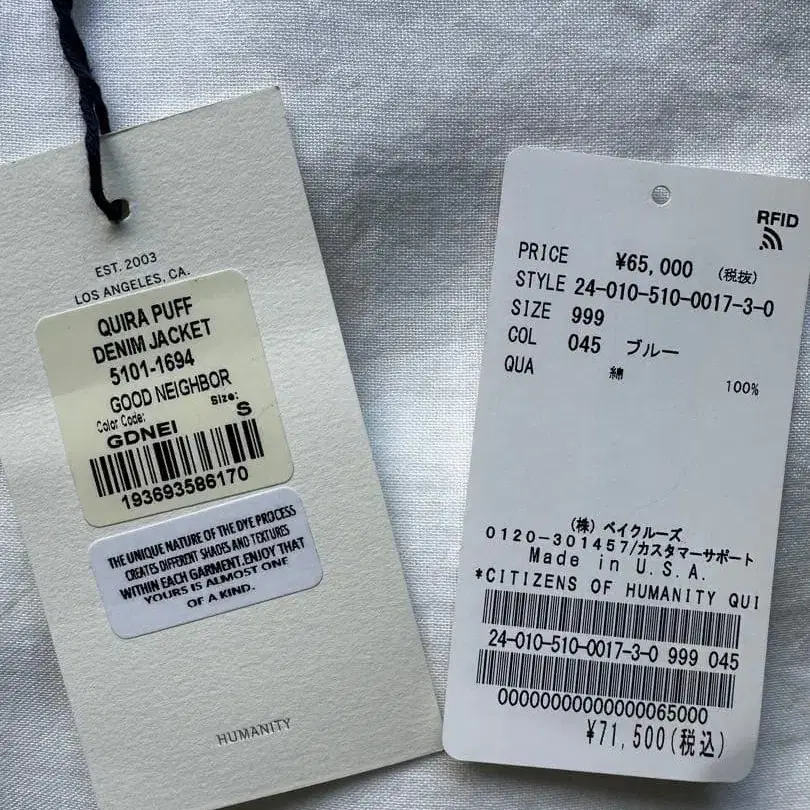 EST. 2003
LOS ANGELES, CA.
QUIRA PUFF
DENIM JACKET
5101-1694
GOOD NEIGHBOR
Color Code: Size:
GDNEI S
193693586170
THE UNIQUE NATURE OF THE DYE PROCESS
CREATES DIFFERENT SHADES AND TEXTURES
WITHIN EACH GARMENT. ENJOY THAT
YOURS IS ALMOST ONE
OF A KIND.
HUMANITY
RFID
PRICE ¥65,000 (税抜)
STYLE 24-010-510-0017-3-0
SIZE 999
COL 045 ブルー
QUA 綿 100%
(株) ベイクルーズ
0120-301457/カスタマーサポート
Made in U.S.A.
*CITIZENS OF HUMANITY QUI
24-010-510-0017-3-0 999 045
00000000000000065000
¥71,500(税込)